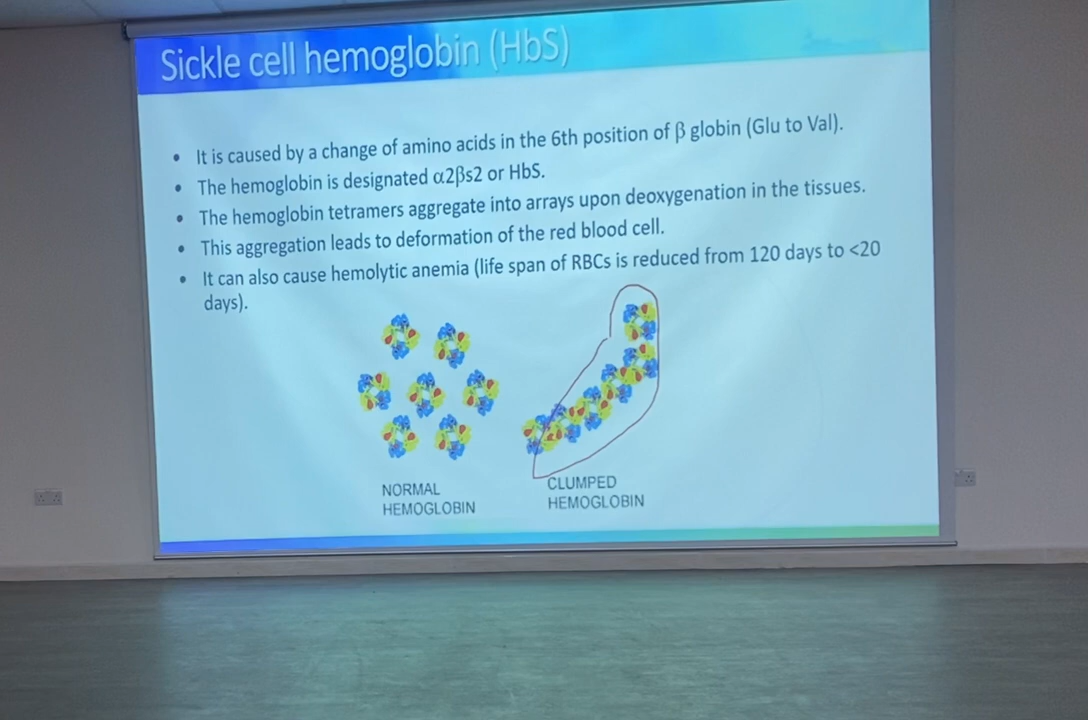 Sickle cell hemoglobin (HbS)
• It is caused by a change of amino acids in the 6th position of β globin (Glu to Val).
• The hemoglobin is designated α2βs2 or HbS.
• The hemoglobin tetramers aggregate into arrays upon deoxygenation in the tissues.
• This aggregation leads to deformation of the red blood cell.
• It can also cause hemolytic anemia (life span of RBCs is reduced from 120 days to <20
days).
NORMAL
HEMOGLOBIN
CLUMPED
HEMOGLOBIN